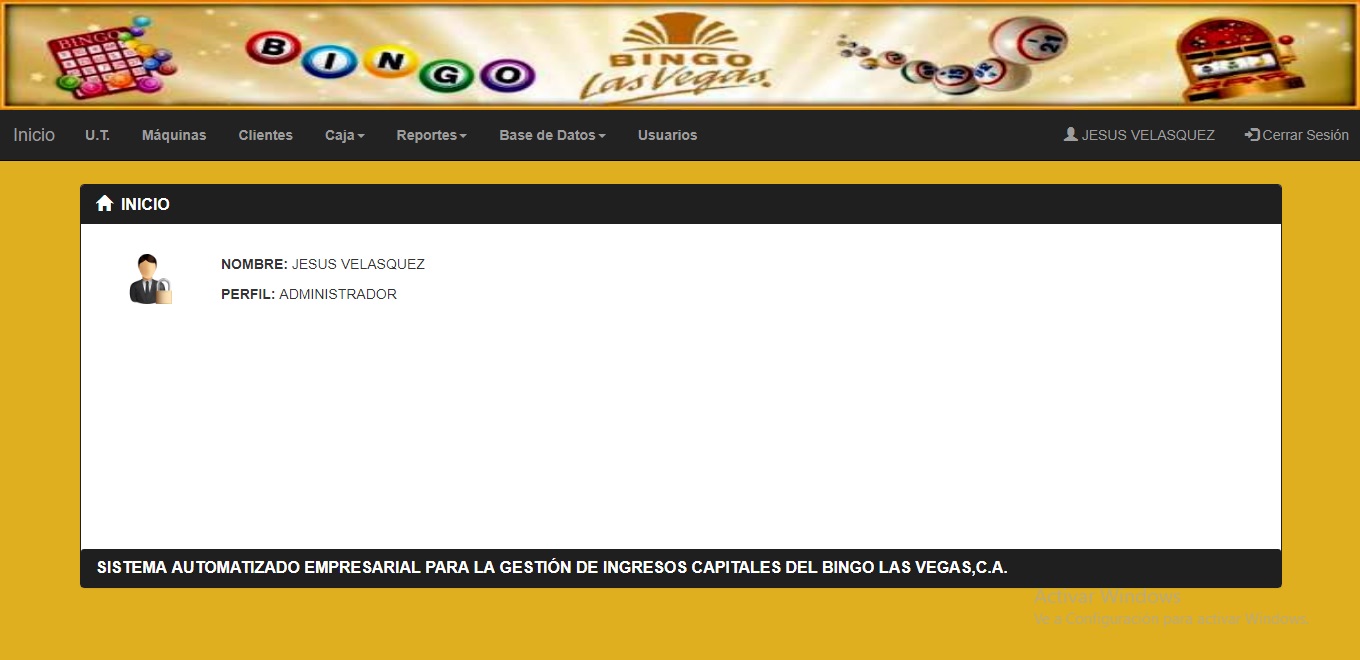 BINGO
B I N G O
BINGO
Las Vegas
21
Inicio U.T. Máquinas Clientes Caja Reportes Base de Datos Usuarios JESUS VELASQUEZ Cerrar Sesión
INICIO
NOMBRE: JESUS VELASQUEZ
PERFIL: ADMINISTRADOR
SISTEMA AUTOMATIZADO EMPRESARIAL PARA LA GESTIÓN DE INGRESOS CAPITALES DEL BINGO LAS VEGAS,C.A.
Activar Windows
Ve a Configuración para activar Windows.